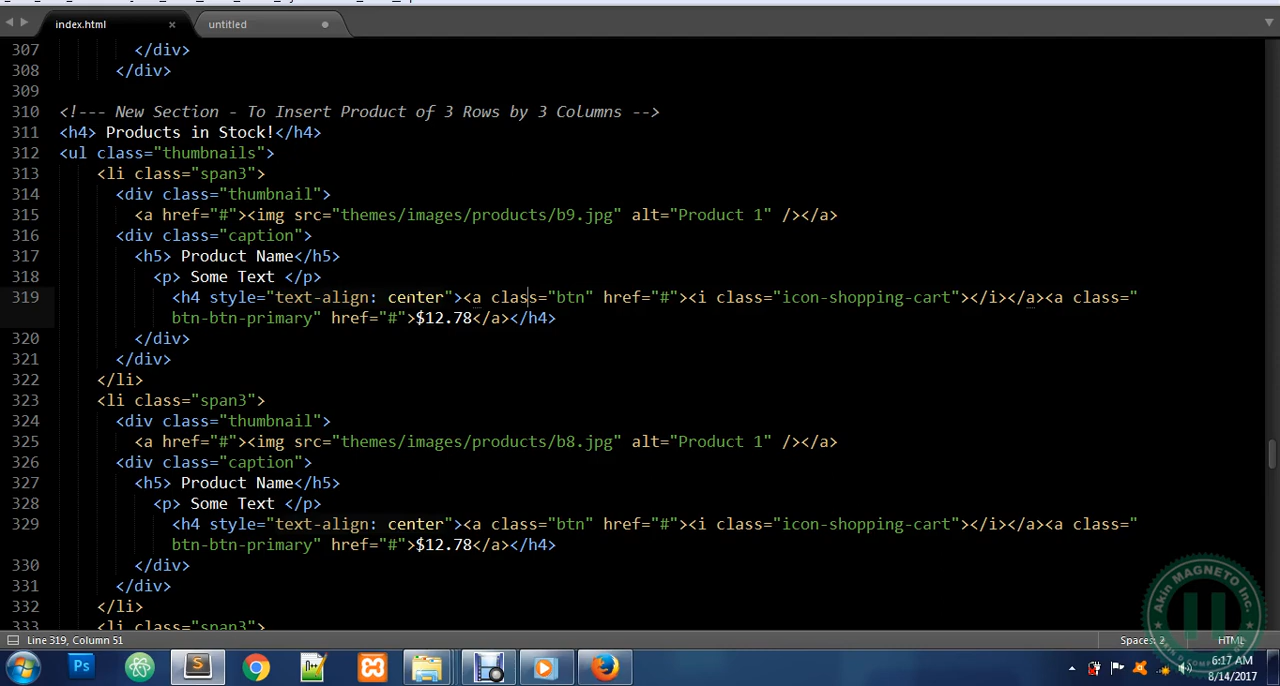 index.html × untitled
307 </div>
308 </div>
309
310 <!--- New Section - To Insert Product of 3 Rows by 3 Columns -->
311 <h4> Products in Stock!</h4>
312 <ul class="thumbnails">
313 <li class="span3">
314 <div class="thumbnail">
315 <a href="#"><img src="themes/images/products/b9.jpg" alt="Product 1" /></a>
316 <div class="caption">
317 <h5> Product Name</h5>
318 <p> Some Text </p>
319 <h4 style="text-align: center"><a class="btn" href="#"><i class="icon-shopping-cart"></i></a><a class="
btn-btn-primary" href="#">$12.78</a></h4>
320 </div>
321 </div>
322 </li>
323 <li class="span3">
324 <div class="thumbnail">
325 <a href="#"><img src="themes/images/products/b8.jpg" alt="Product 1" /></a>
326 <div class="caption">
327 <h5> Product Name</h5>
328 <p> Some Text </p>
329 <h4 style="text-align: center"><a class="btn" href="#"><i class="icon-shopping-cart"></i></a><a class="
btn-btn-primary" href="#">$12.78</a></h4>
330 </div>
331 </div>
332 </li>
333 <li class="span3">
Akin MAGNETO Inc.
Line 319, Column 51 Spaces: 2 HTML
Ps S
6:17 AM
8/14/2017